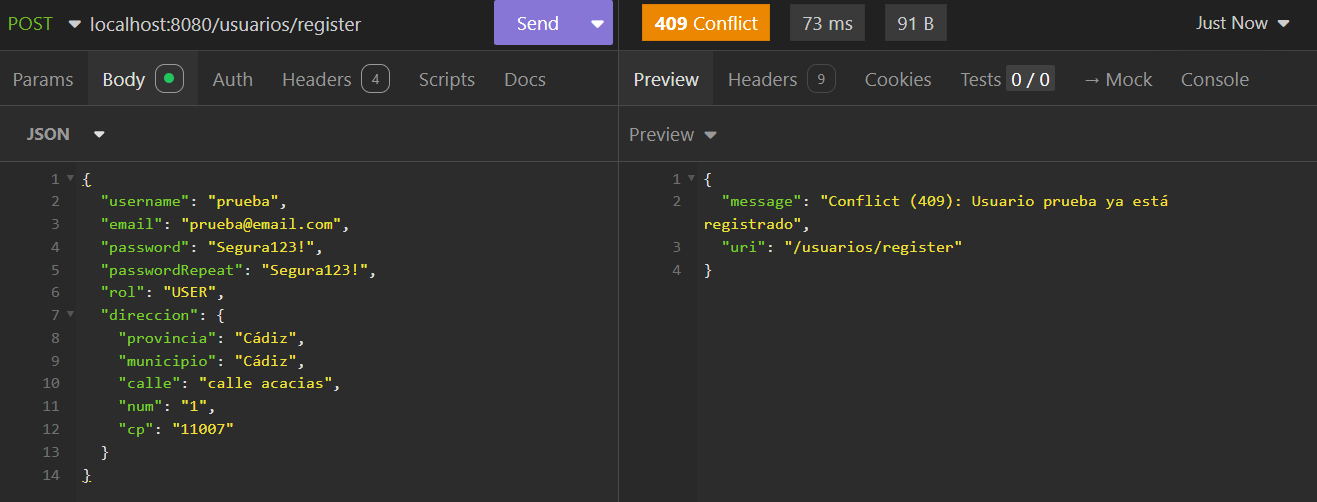 POST localhost:8080/usuarios/register Send 409 Conflict 73 ms 91 B Just Now
Params Body Auth Headers 4 Scripts Docs Preview Headers 9 Cookies Tests 0 / 0 → Mock Console
JSON Preview
1 {
2 "username": "prueba",
3 "email": "prueba@email.com",
4 "password": "Segura123!",
5 "passwordRepeat": "Segura123!",
6 "rol": "USER",
7 "direccion": {
8 "provincia": "Cádiz",
9 "municipio": "Cádiz",
10 "calle": "calle acacias",
11 "num": "1",
12 "cp": "11007"
13 }
14 }
1 {
2 "message": "Conflict (409): Usuario prueba ya está
registrado",
3 "uri": "/usuarios/register"
4 }